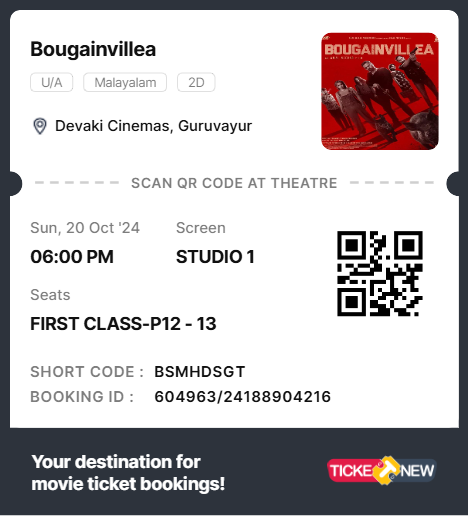 Bougainvillea
U/A Malayalam 2D
Devaki Cinemas, Guruvayur
BOUGAINVILLEA
SCAN QR CODE AT THEATRE
Sun, 20 Oct '24 Screen
06:00 PM STUDIO 1
Seats
FIRST CLASS-P12 - 13
SHORT CODE : BSMHDSGT
BOOKING ID : 604963/24188904216
Your destination for
movie ticket bookings!
TICKE NEW